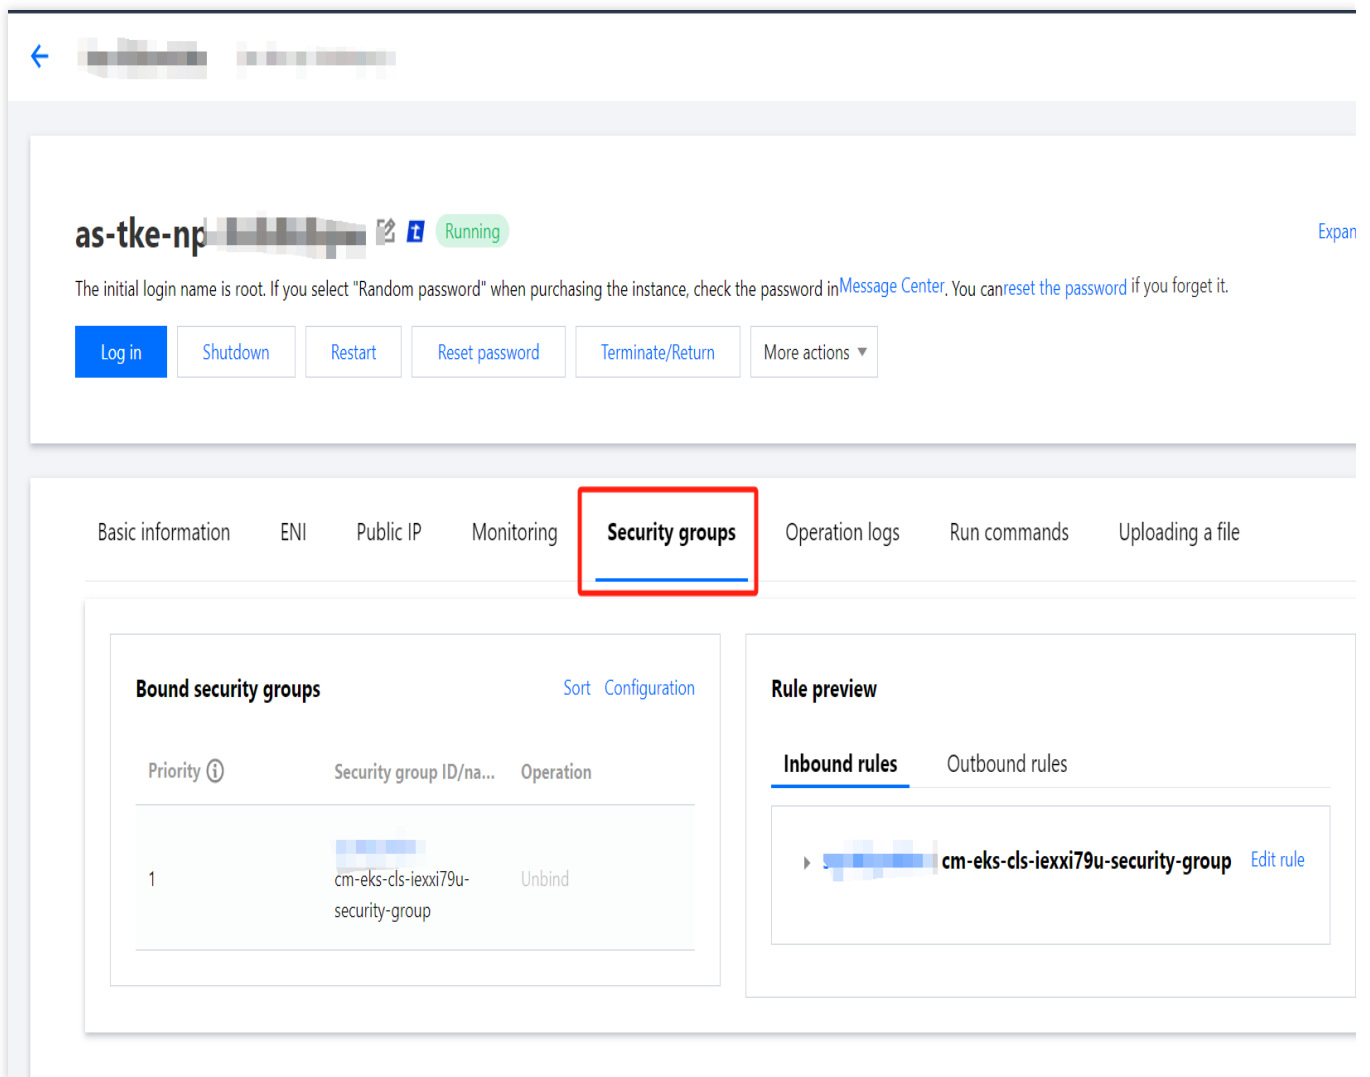 as-tke-np
Running
Expan
The initial login name is root. If you select "Random password" when purchasing the instance, check the password inMessage Center. You canreset the password if you forget it.
Log in
Shutdown
Restart
Reset password
Terminate/Return
More actions
Basic information
ENI
Public IP
Monitoring
Security groups
Operation logs
Run commands
Uploading a file
Bound security groups
Sort
Configuration
Priority
Security group ID/na...
Operation
1
cm-eks-cls-iexxi79u-
security-group
Unbind
Rule preview
Inbound rules
Outbound rules
cm-eks-cls-iexxi79u-security-group
Edit rule